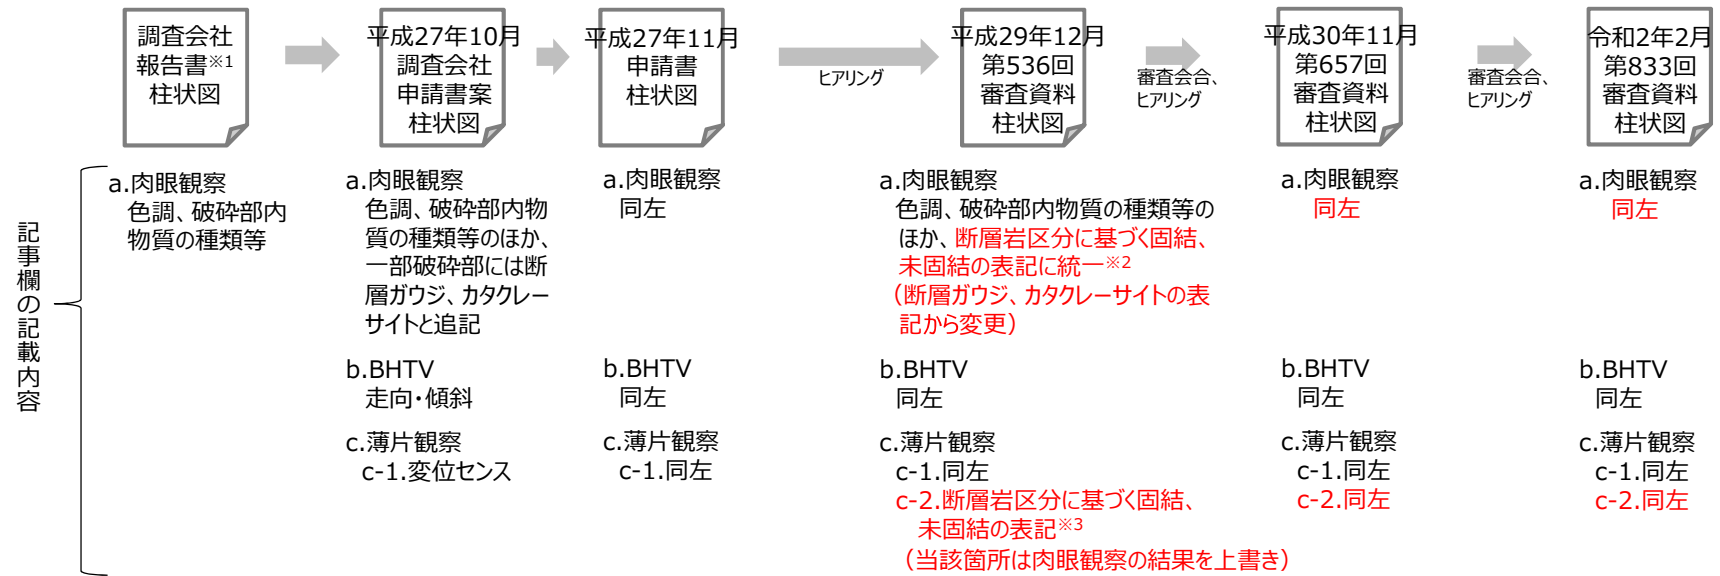 調査会社
報告書※1
柱状図
平成27年10月
調査会社
申請書案
柱状図
平成27年11月
申請書
柱状図
ヒアリング
平成29年12月
第536回
審査資料
柱状図
審査会合、
ヒアリング
平成30年11月
第657回
審査資料
柱状図
審査会合、
ヒアリング
令和2年2月
第833回
審査資料
柱状図
記事欄の記載内容
a.肉眼観察
色調、破砕部内
物質の種類等
a.肉眼観察
色調、破砕部内物
質の種類等のほか、
一部破砕部には断
層ガウジ、カタクレー
サイトと追記
b.BHTV
走向・傾斜
c.薄片観察
c-1.変位センス
a.肉眼観察
同左
b.BHTV
同左
c.薄片観察
c-1.同左
a.肉眼観察
色調、破砕部内物質の種類等の
ほか、断層岩区分に基づく固結、
未固結の表記に統一※2
（断層ガウジ、カタクレーサイトの表
記から変更）
b.BHTV
同左
c.薄片観察
c-1.同左
c-2.断層岩区分に基づく固結、
未固結の表記※3
（当該箇所は肉眼観察の結果を上書き）
a.肉眼観察
同左
b.BHTV
同左
c.薄片観察
c-1.同左
c-2.同左
a.肉眼観察
同左
b.BHTV
同左
c.薄片観察
c-1.同左
c-2.同左